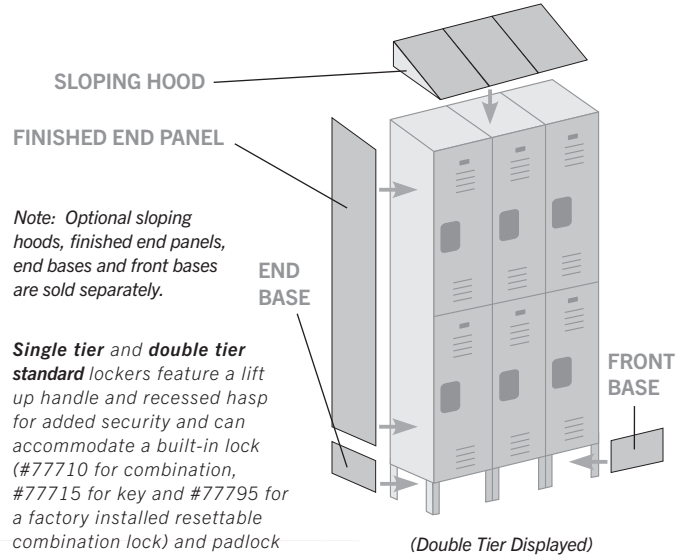 SLOPING HOOD
FINISHED END PANEL
Note: Optional sloping
hoods, finished end panels,
end bases and front bases
are sold separately.
END
BASE
Single tier and double tier
standard lockers feature a lift
up handle and recessed hasp
for added security and can
accommodate a built-in lock
(#77710 for combination,
#77715 for key and #77795 for
a factory installed resettable
combination lock) and padlock
FRONT
BASE
(Double Tier Displayed)